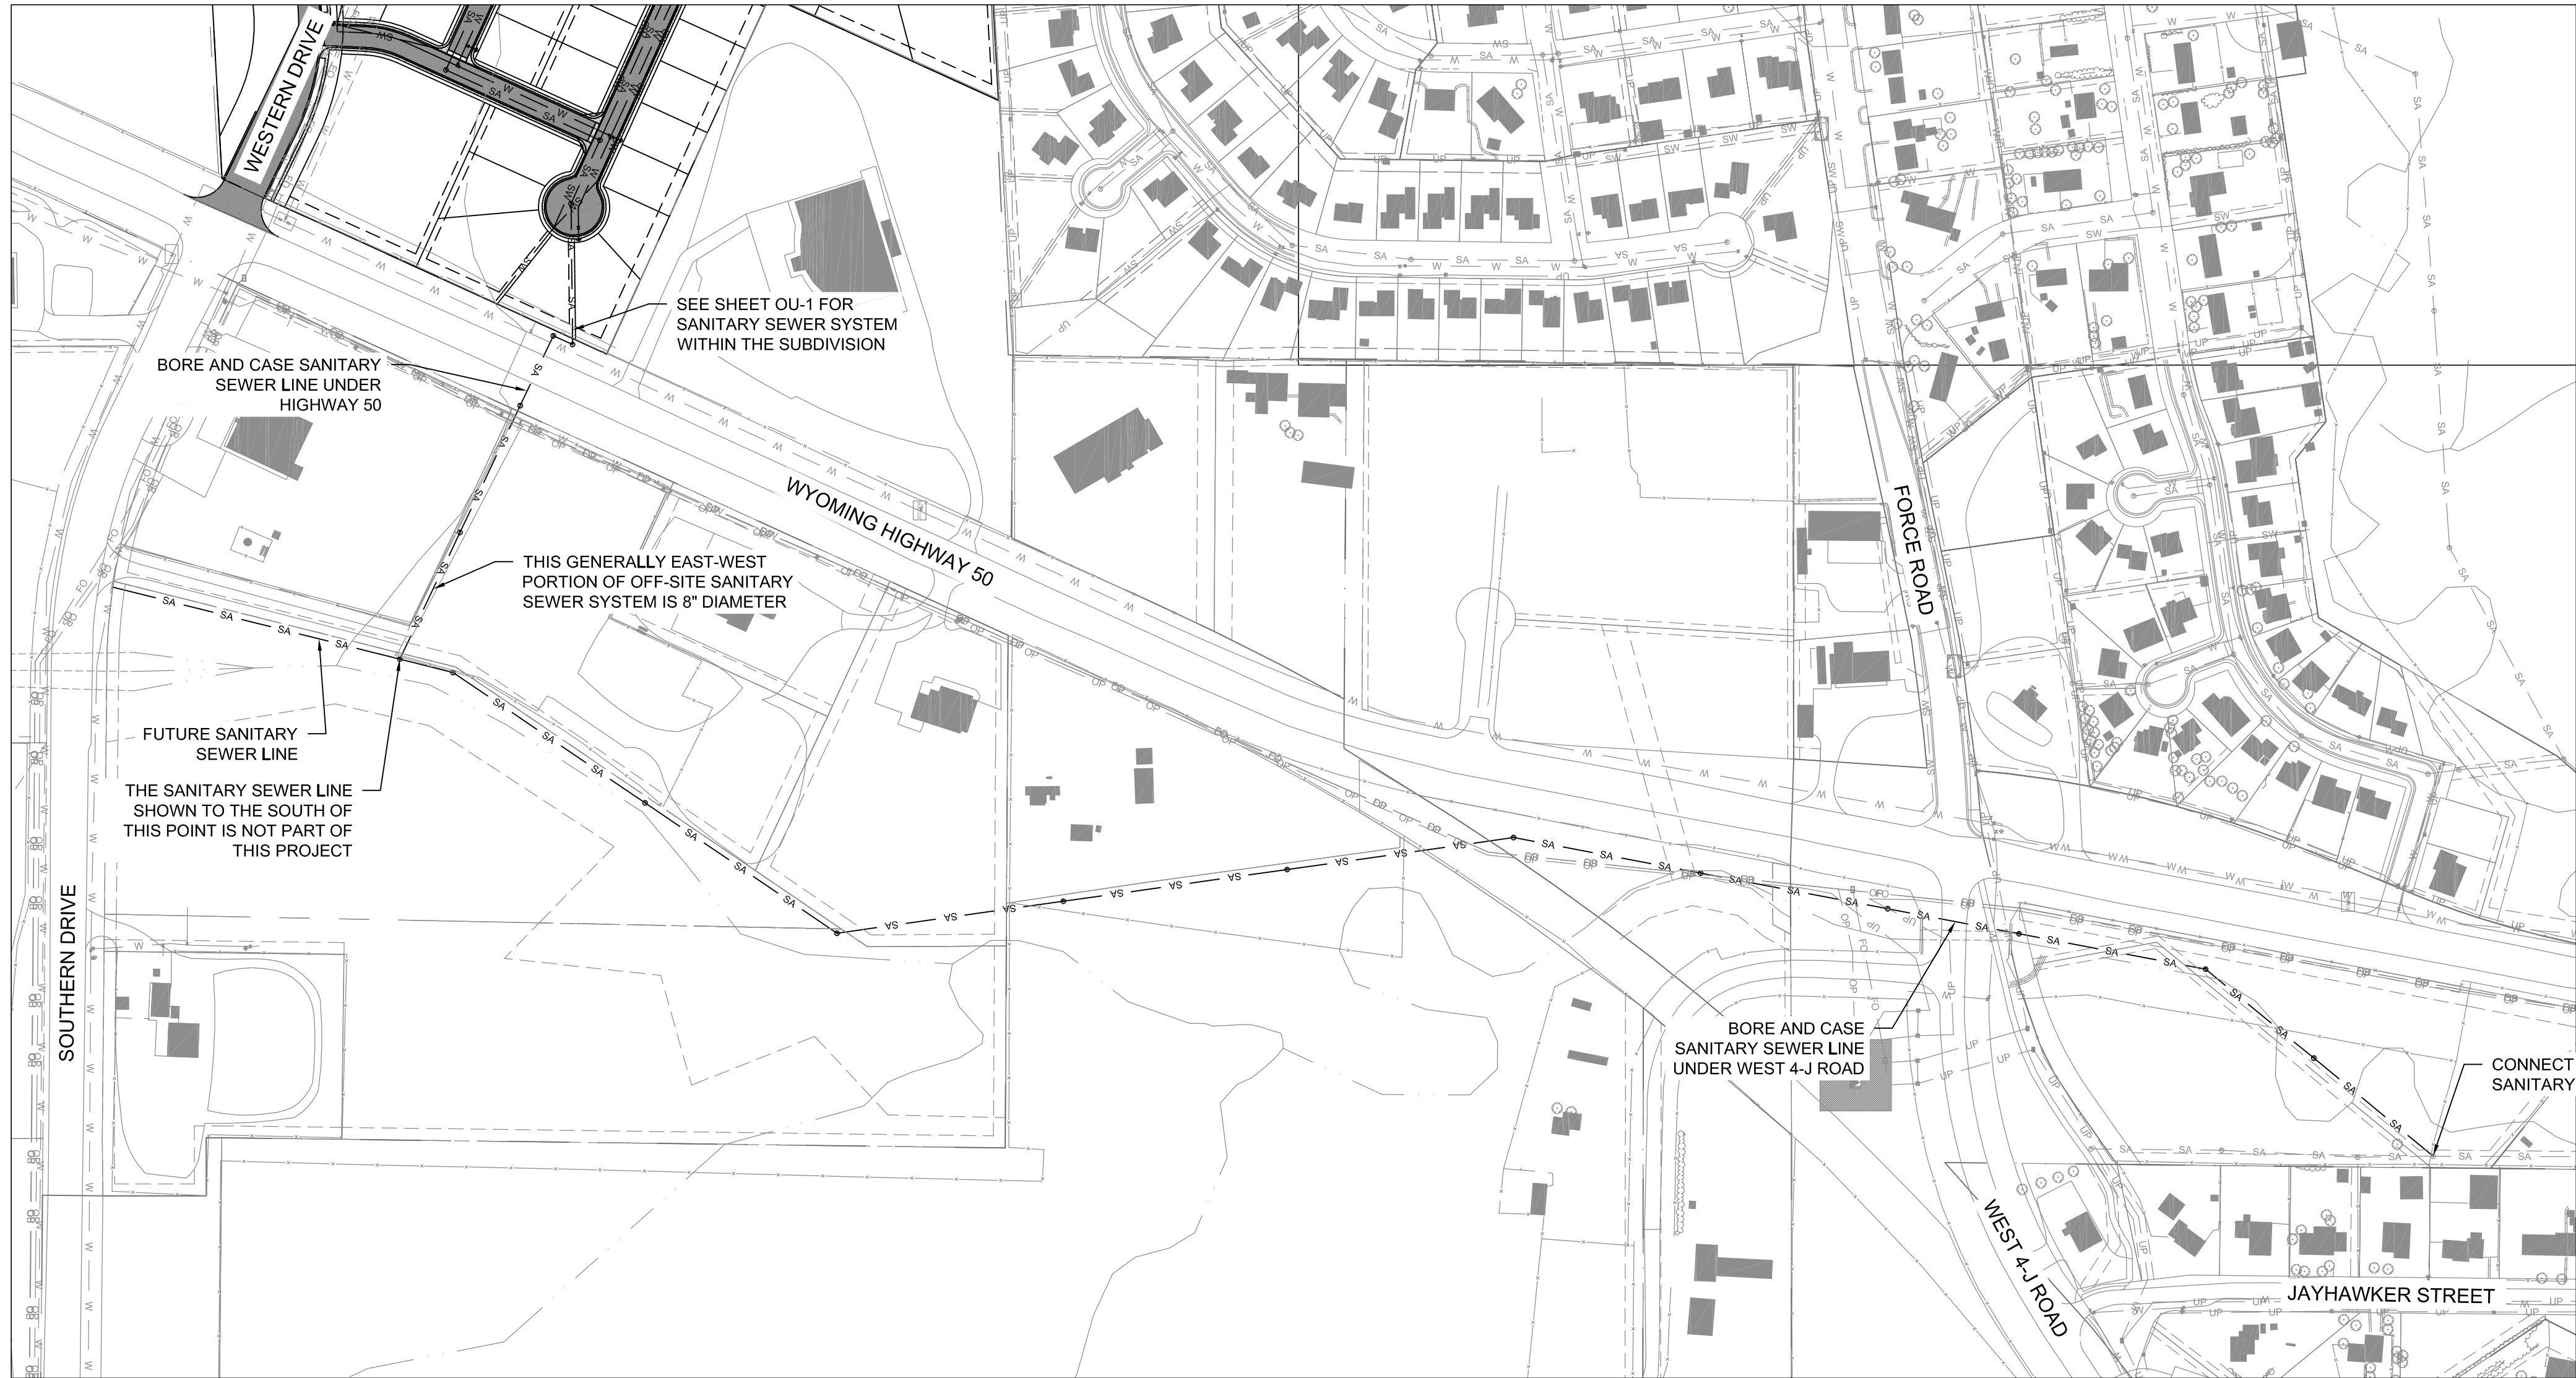 WESTERN DRIVE
SEE SHEET OU-1 FOR
SANITARY SEWER SYSTEM
WITHIN THE SUBDIVISION
BORE AND CASE SANITARY
SEWER LINE UNDER
HIGHWAY 50
WYOMING HIGHWAY 50
FORCE ROAD
THIS GENERALLY EAST-WEST
PORTION OF OFF-SITE SANITARY
SEWER SYSTEM IS 8" DIAMETER
FUTURE SANITARY
SEWER LINE
THE SANITARY SEWER LINE
SHOWN TO THE SOUTH OF
THIS POINT IS NOT PART OF
THIS PROJECT
SOUTHERN DRIVE
BORE AND CASE
SANITARY SEWER LINE
UNDER WEST 4-J ROAD
CONNECT
SANITARY
WEST 4-J ROAD
JAYHAWKER STREET